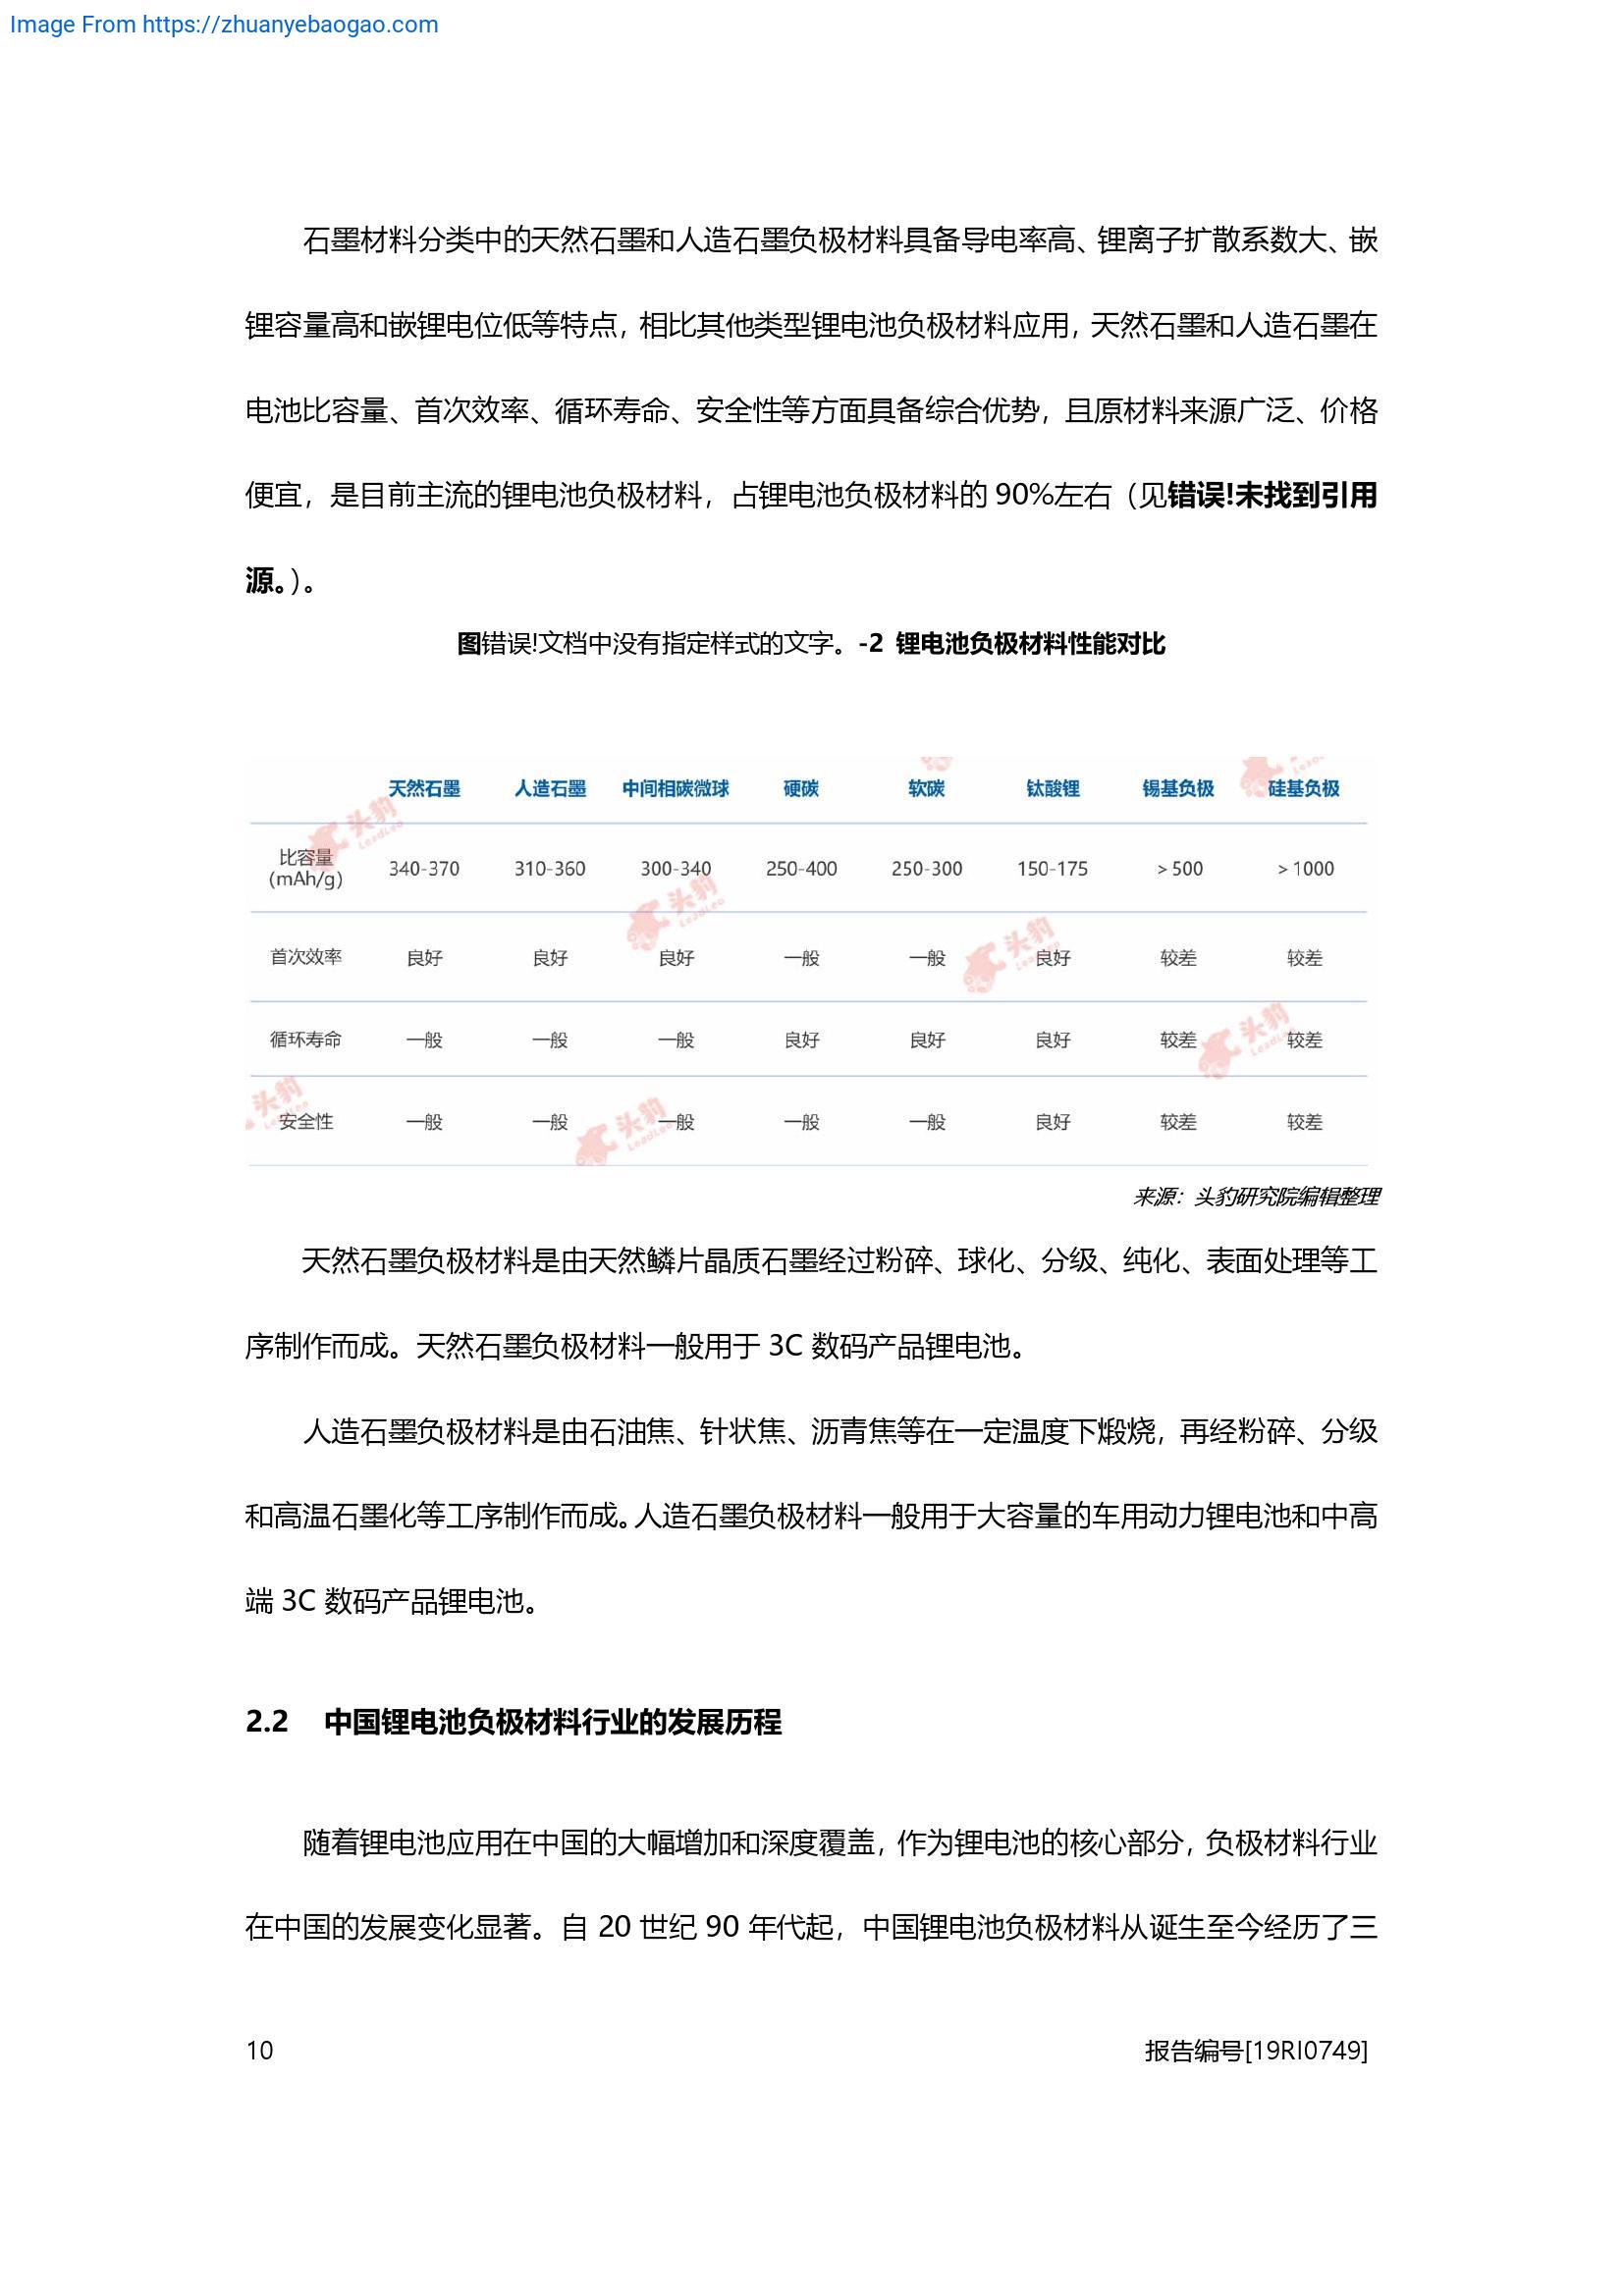 Image From https://zhuanyebaogao.com
石墨材料分类中的天然石墨和人造石墨负极材料具备导电率高、锂离子扩散系数大、嵌
锂容量高和嵌锂电位低等特点，相比其他类型锂电池负极材料应用，天然石墨和人造石墨在
电池比容量、首次效率、循环寿命、安全性等方面具备综合优势，且原材料来源广泛、价格
便宜，是目前主流的锂电池负极材料，占锂电池负极材料的 90%左右（见错误!未找到引用
源。）。
图错误!文档中没有指定样式的文字。-2 锂电池负极材料性能对比
天然石墨 人造石墨 中间相碳微球 硬碳 软碳 钛酸锂 锡基负极 硅基负极
比容量
(mAh/g) 340-370 310-360 300-340 250-400 250-300 150-175 ＞500 ＞1000
首次效率 良好 良好 良好 一般 一般 良好 较差 较差
循环寿命 一般 一般 一般 良好 良好 良好 较差 较差
安全性 一般 一般 一般 一般 一般 良好 较差 较差
头豹
LeadLeo
头豹
LeadLeo
头豹
LeadLeo
头豹
LeadLeo
头豹
LeadLeo
头豹
LeadLeo
来源：头豹研究院编辑整理
天然石墨负极材料是由天然鳞片晶质石墨经过粉碎、球化、分级、纯化、表面处理等工
序制作而成。天然石墨负极材料一般用于 3C 数码产品锂电池。
人造石墨负极材料是由石油焦、针状焦、沥青焦等在一定温度下煅烧，再经粉碎、分级
和高温石墨化等工序制作而成。人造石墨负极材料一般用于大容量的车用动力锂电池和中高
端 3C 数码产品锂电池。
2.2 中国锂电池负极材料行业的发展历程
随着锂电池应用在中国的大幅增加和深度覆盖，作为锂电池的核心部分，负极材料行业
在中国的发展变化显著。自 20 世纪 90 年代起，中国锂电池负极材料从诞生至今经历了三
10 报告编号[19RI0749]